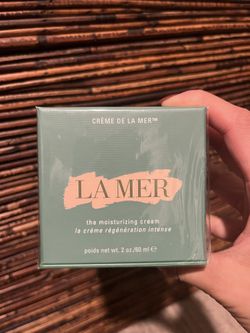 CRÈME DE LA MER™
LA MER
the moisturizing cream
la crème régénération intense
poids net wt. 2 oz/60 ml ℮